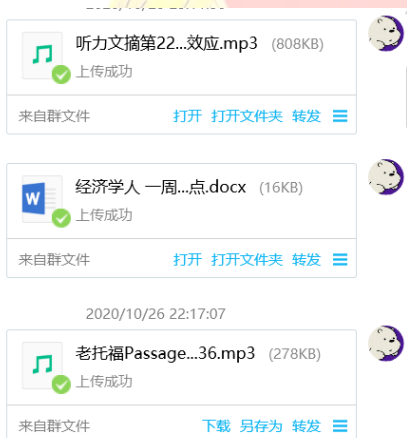 听力文摘第22...效应.mp3 (808KB)
上传成功
来自群文件 打开 打开文件夹 转发
W
经济学人 一周...点.docx (16KB)
上传成功
来自群文件 打开 打开文件夹 转发
2020/10/26 22:17:07
老托福Passage...36.mp3 (278KB)
上传成功
来自群文件 下载 另存为 转发